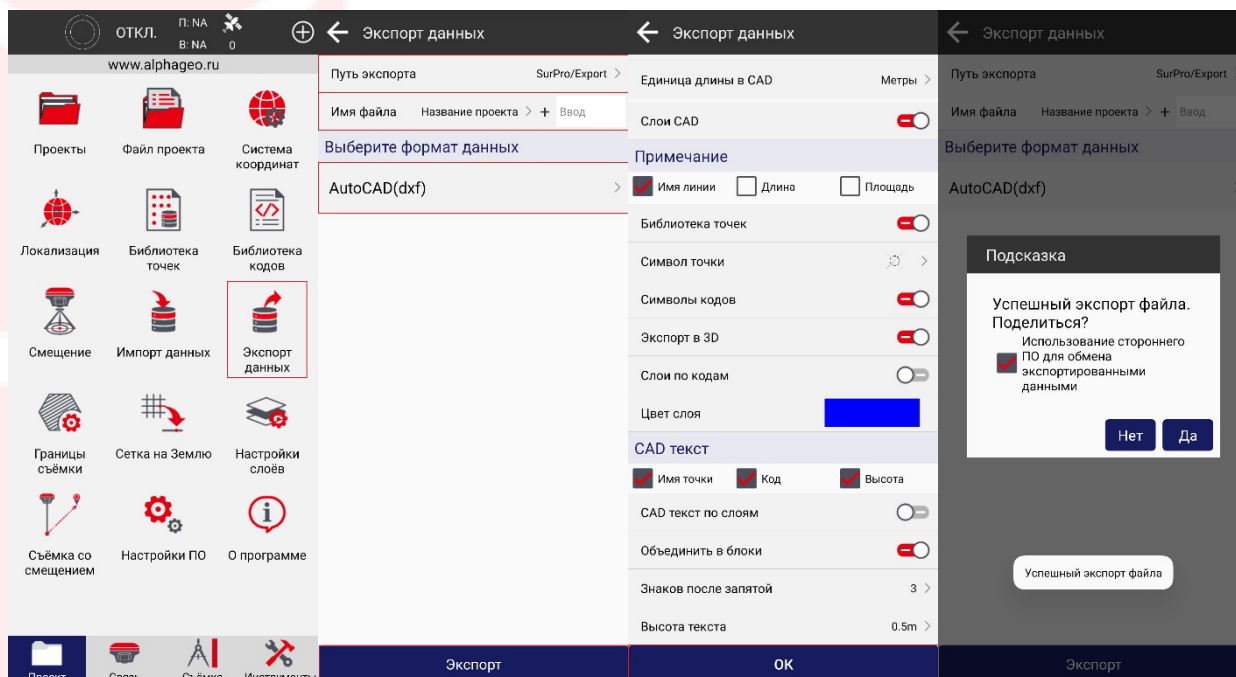 ОТКЛ.
П: NA
В: NA
0
www.alphageo.ru
Проекты
Файл проекта
Система
координат
Локализация
Библиотека
точек
Библиотека
кодов
Смещение
Импорт данных
Экспорт
данных
Границы
съёмки
Сетка на Землю
Настройки
слоёв
Съёмка со
смещением
Настройки ПО
О программе
Проект
Связь
Съёмка
Инструменты
Экспорт данных
Путь экспорта SurPro/Export >
Имя файла Название проекта > + Ввод
Выберите формат данных
AutoCAD(dxf) >
Экспорт
Экспорт данных
Единица длины в CAD Метры >
Слои CAD
Примечание
Имя линии Длина Площадь
Библиотека точек
Символ точки >
Символы кодов
Экспорт в 3D
Слои по кодам
Цвет слоя
CAD текст
Имя точки Код Высота
CAD текст по слоям
Объединить в блоки
Знаков после запятой 3 >
Высота текста 0.5m >
ОК
Экспорт данных
Путь экспорта SurPro/Export
Имя файла Название проекта > + Ввод
Выберите формат данных
AutoCAD(dxf)
Подсказка
Успешный экспорт файла.
Поделиться?
Использование стороннего
ПО для обмена
экспортированными
данными
Нет Да
Успешный экспорт файла
Экспорт